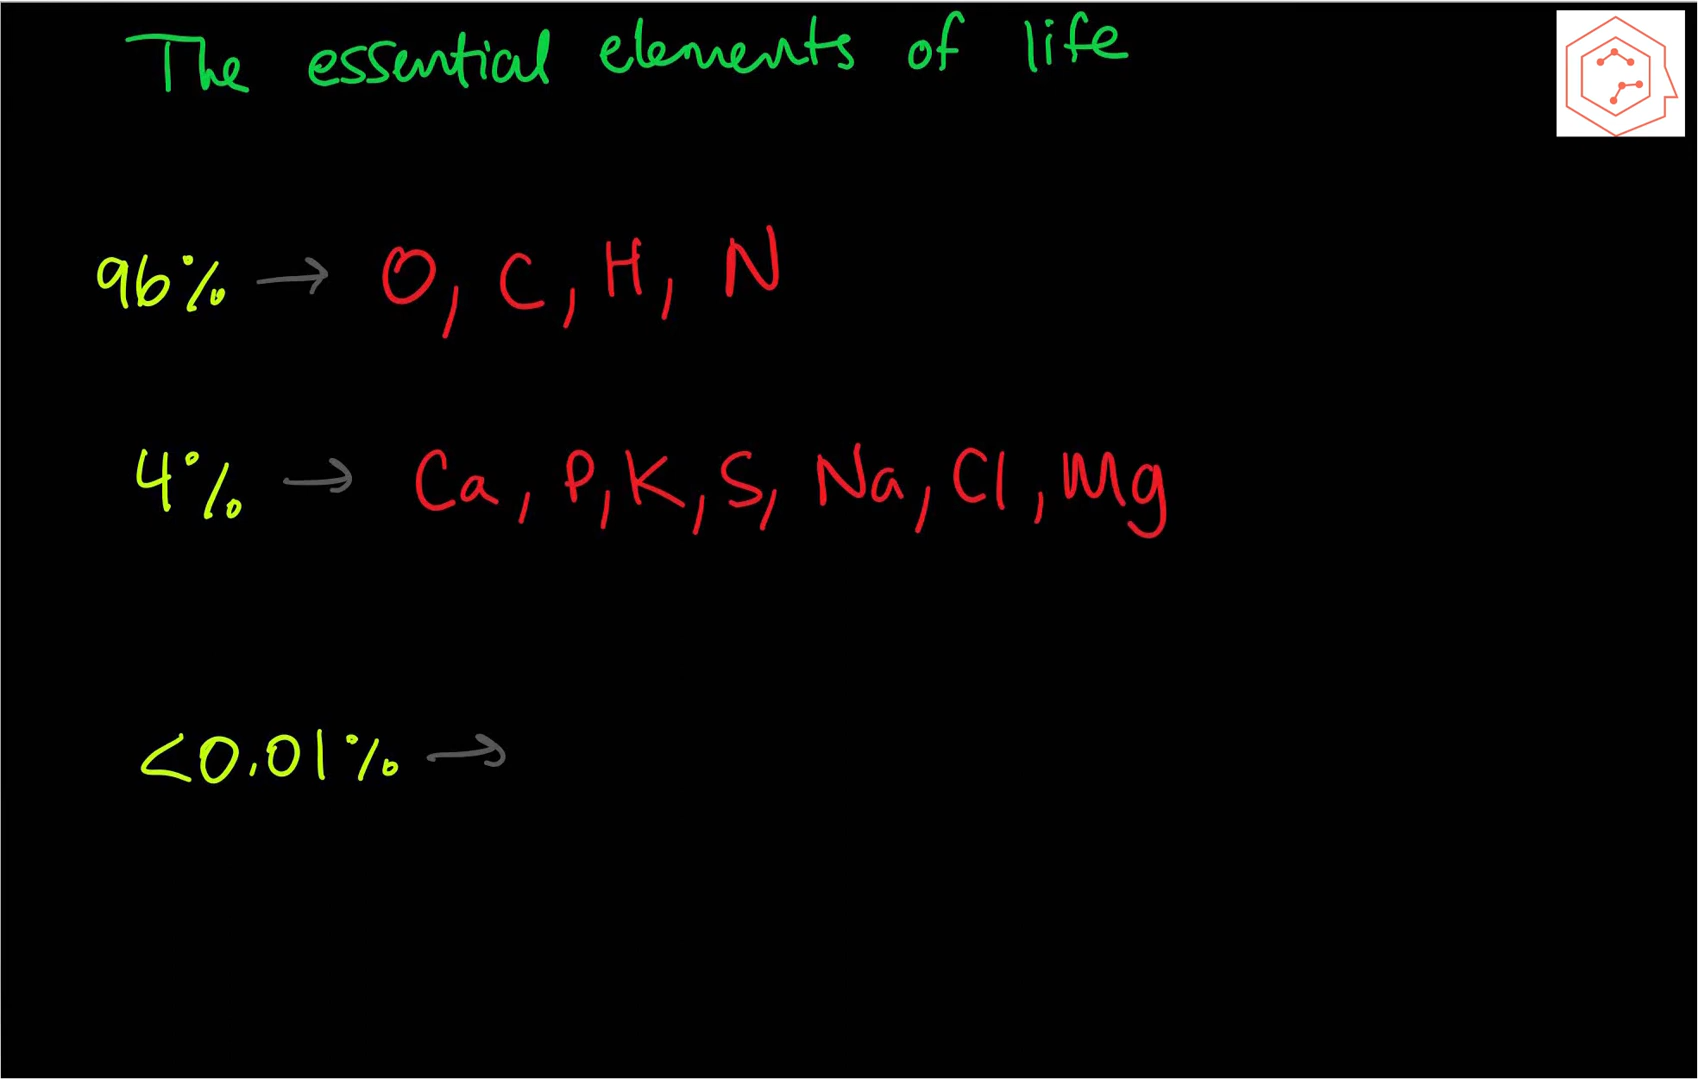 The essential elements of life
96% → O, C, H, N
4% → Ca, P, K, S, Na, Cl, Mg
<0.01% →